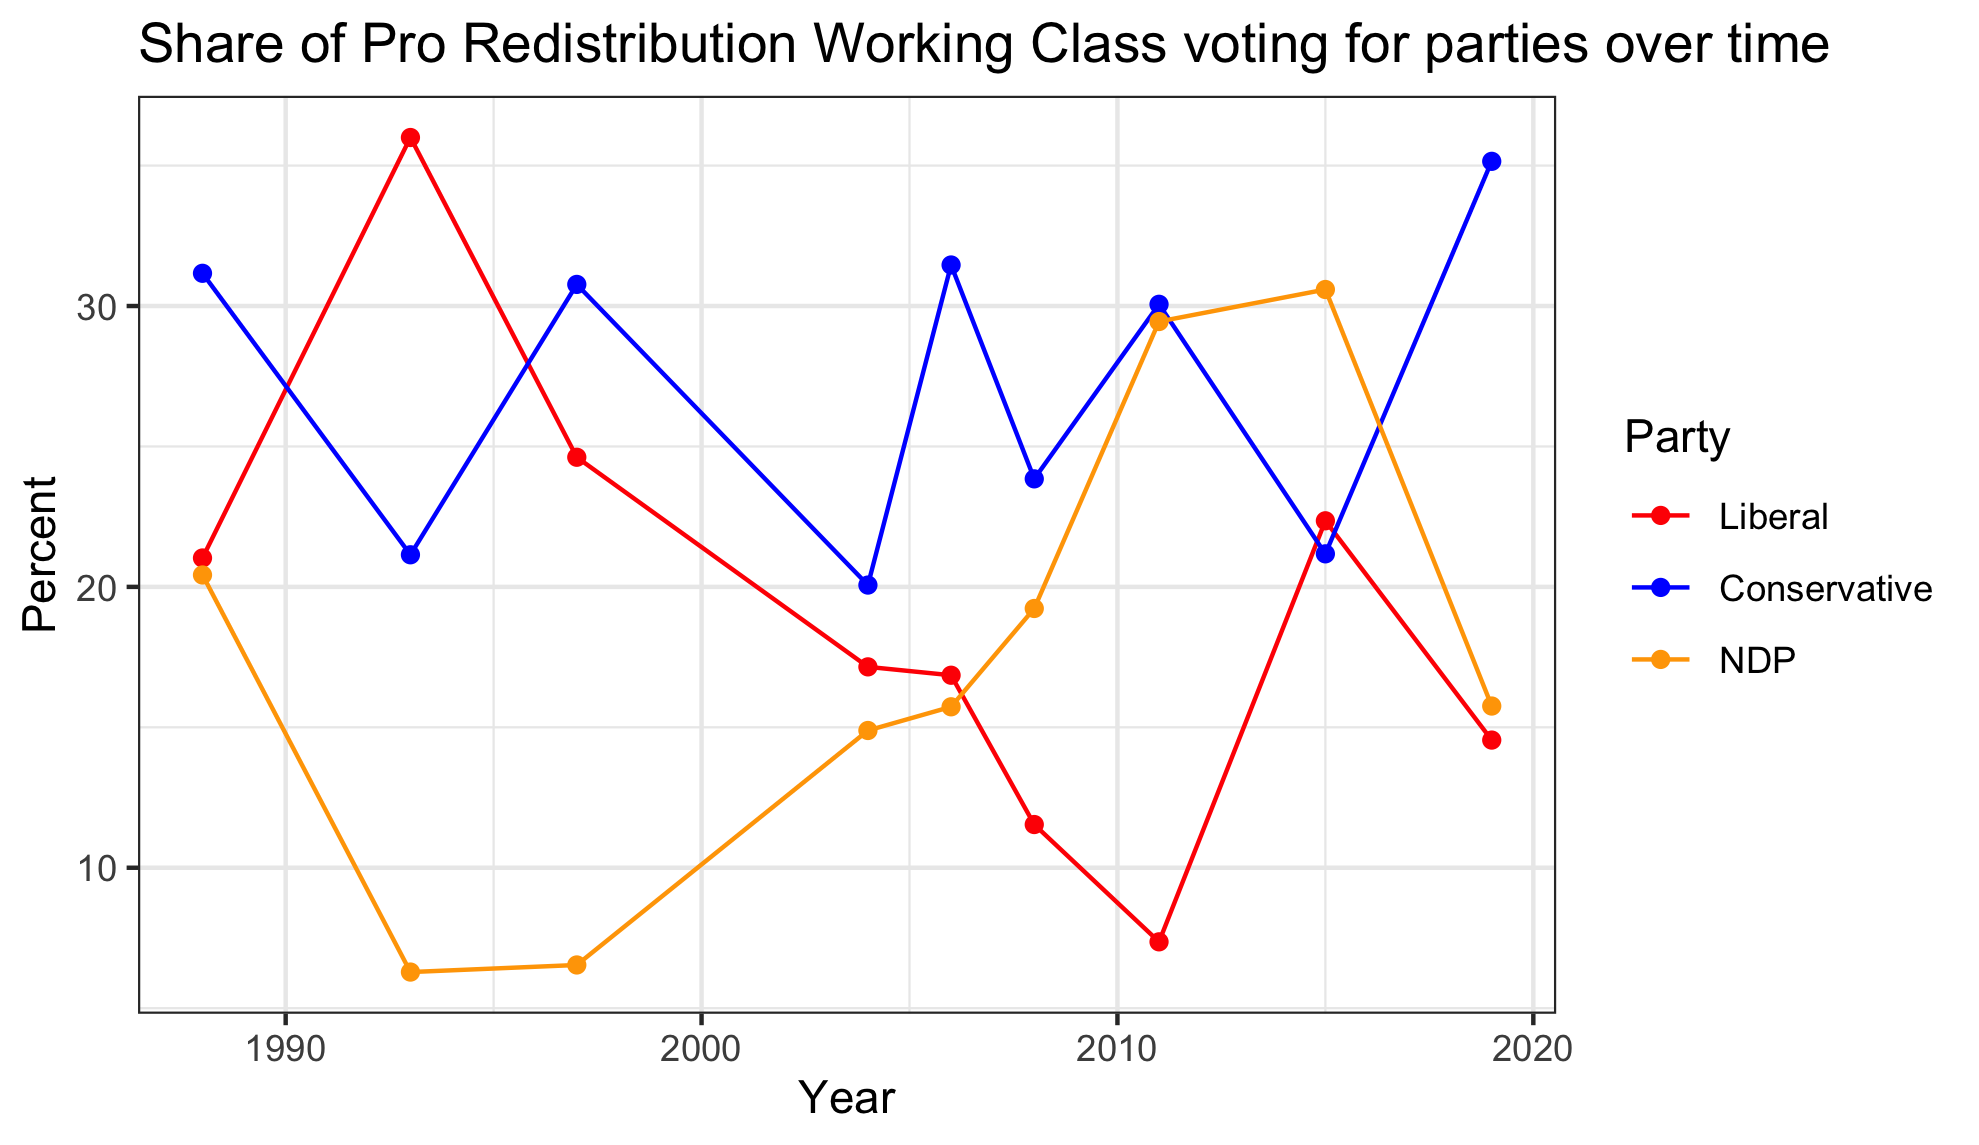 Share of Pro Redistribution Working Class voting for parties over time
30
20
10
Percent
1990
2000
2010
2020
Year
Party
Liberal
Conservative
NDP